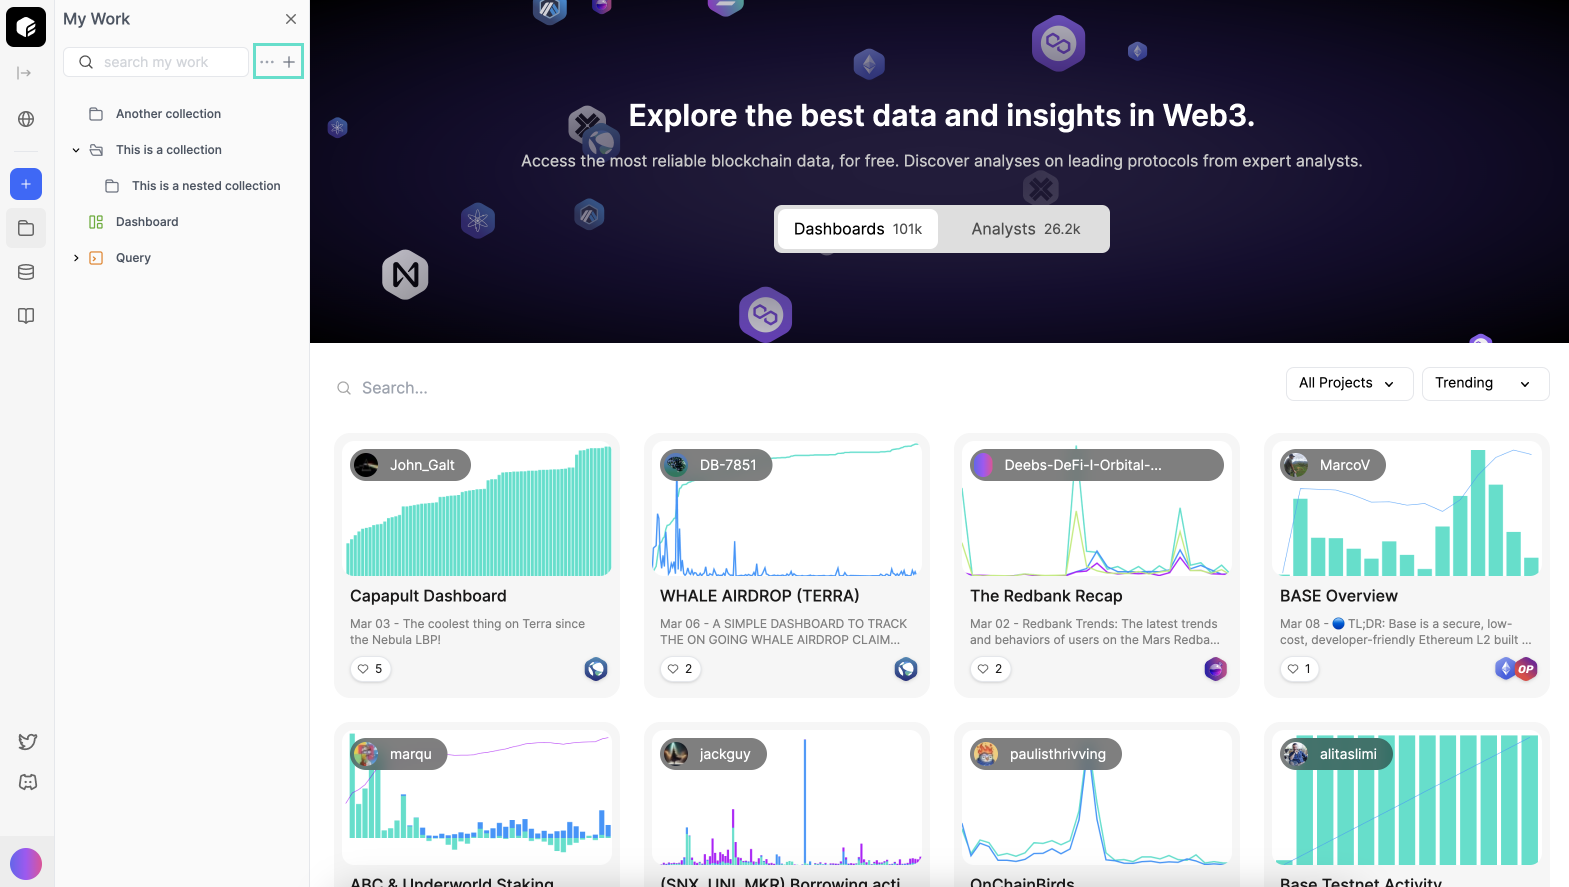 My Work
search my work
Another collection
This is a collection
This is a nested collection
Dashboard
Query
Explore the best data and insights in Web3.
Access the most reliable blockchain data, for free. Discover analyses on leading protocols from expert analysts.
Dashboards 101k
Analysts 26.2k
Search...
All Projects
Trending
John_Galt
Capapult Dashboard
Mar 03 - The coolest thing on Terra since
the Nebula LBP!
5
DB-7851
WHALE AIRDROP (TERRA)
Mar 06 - A SIMPLE DASHBOARD TO TRACK
THE ON GOING WHALE AIRDROP CLAIM...
2
Deebs-DeFi-I-Orbital-...
The Redbank Recap
Mar 02 - Redbank Trends: The latest trends
and behaviors of users on the Mars Redba...
2
MarcoV
BASE Overview
Mar 08 - 🔵 TL;DR: Base is a secure, low-
cost, developer-friendly Ethereum L2 built ...
1
OP
marqu
ABC & Underworld Staking
jackguy
(SNX, UNI, MKR) Borrowing acti...
paulisthrivving
OnChainBirds
alitaslimi
Base Testnet Activity